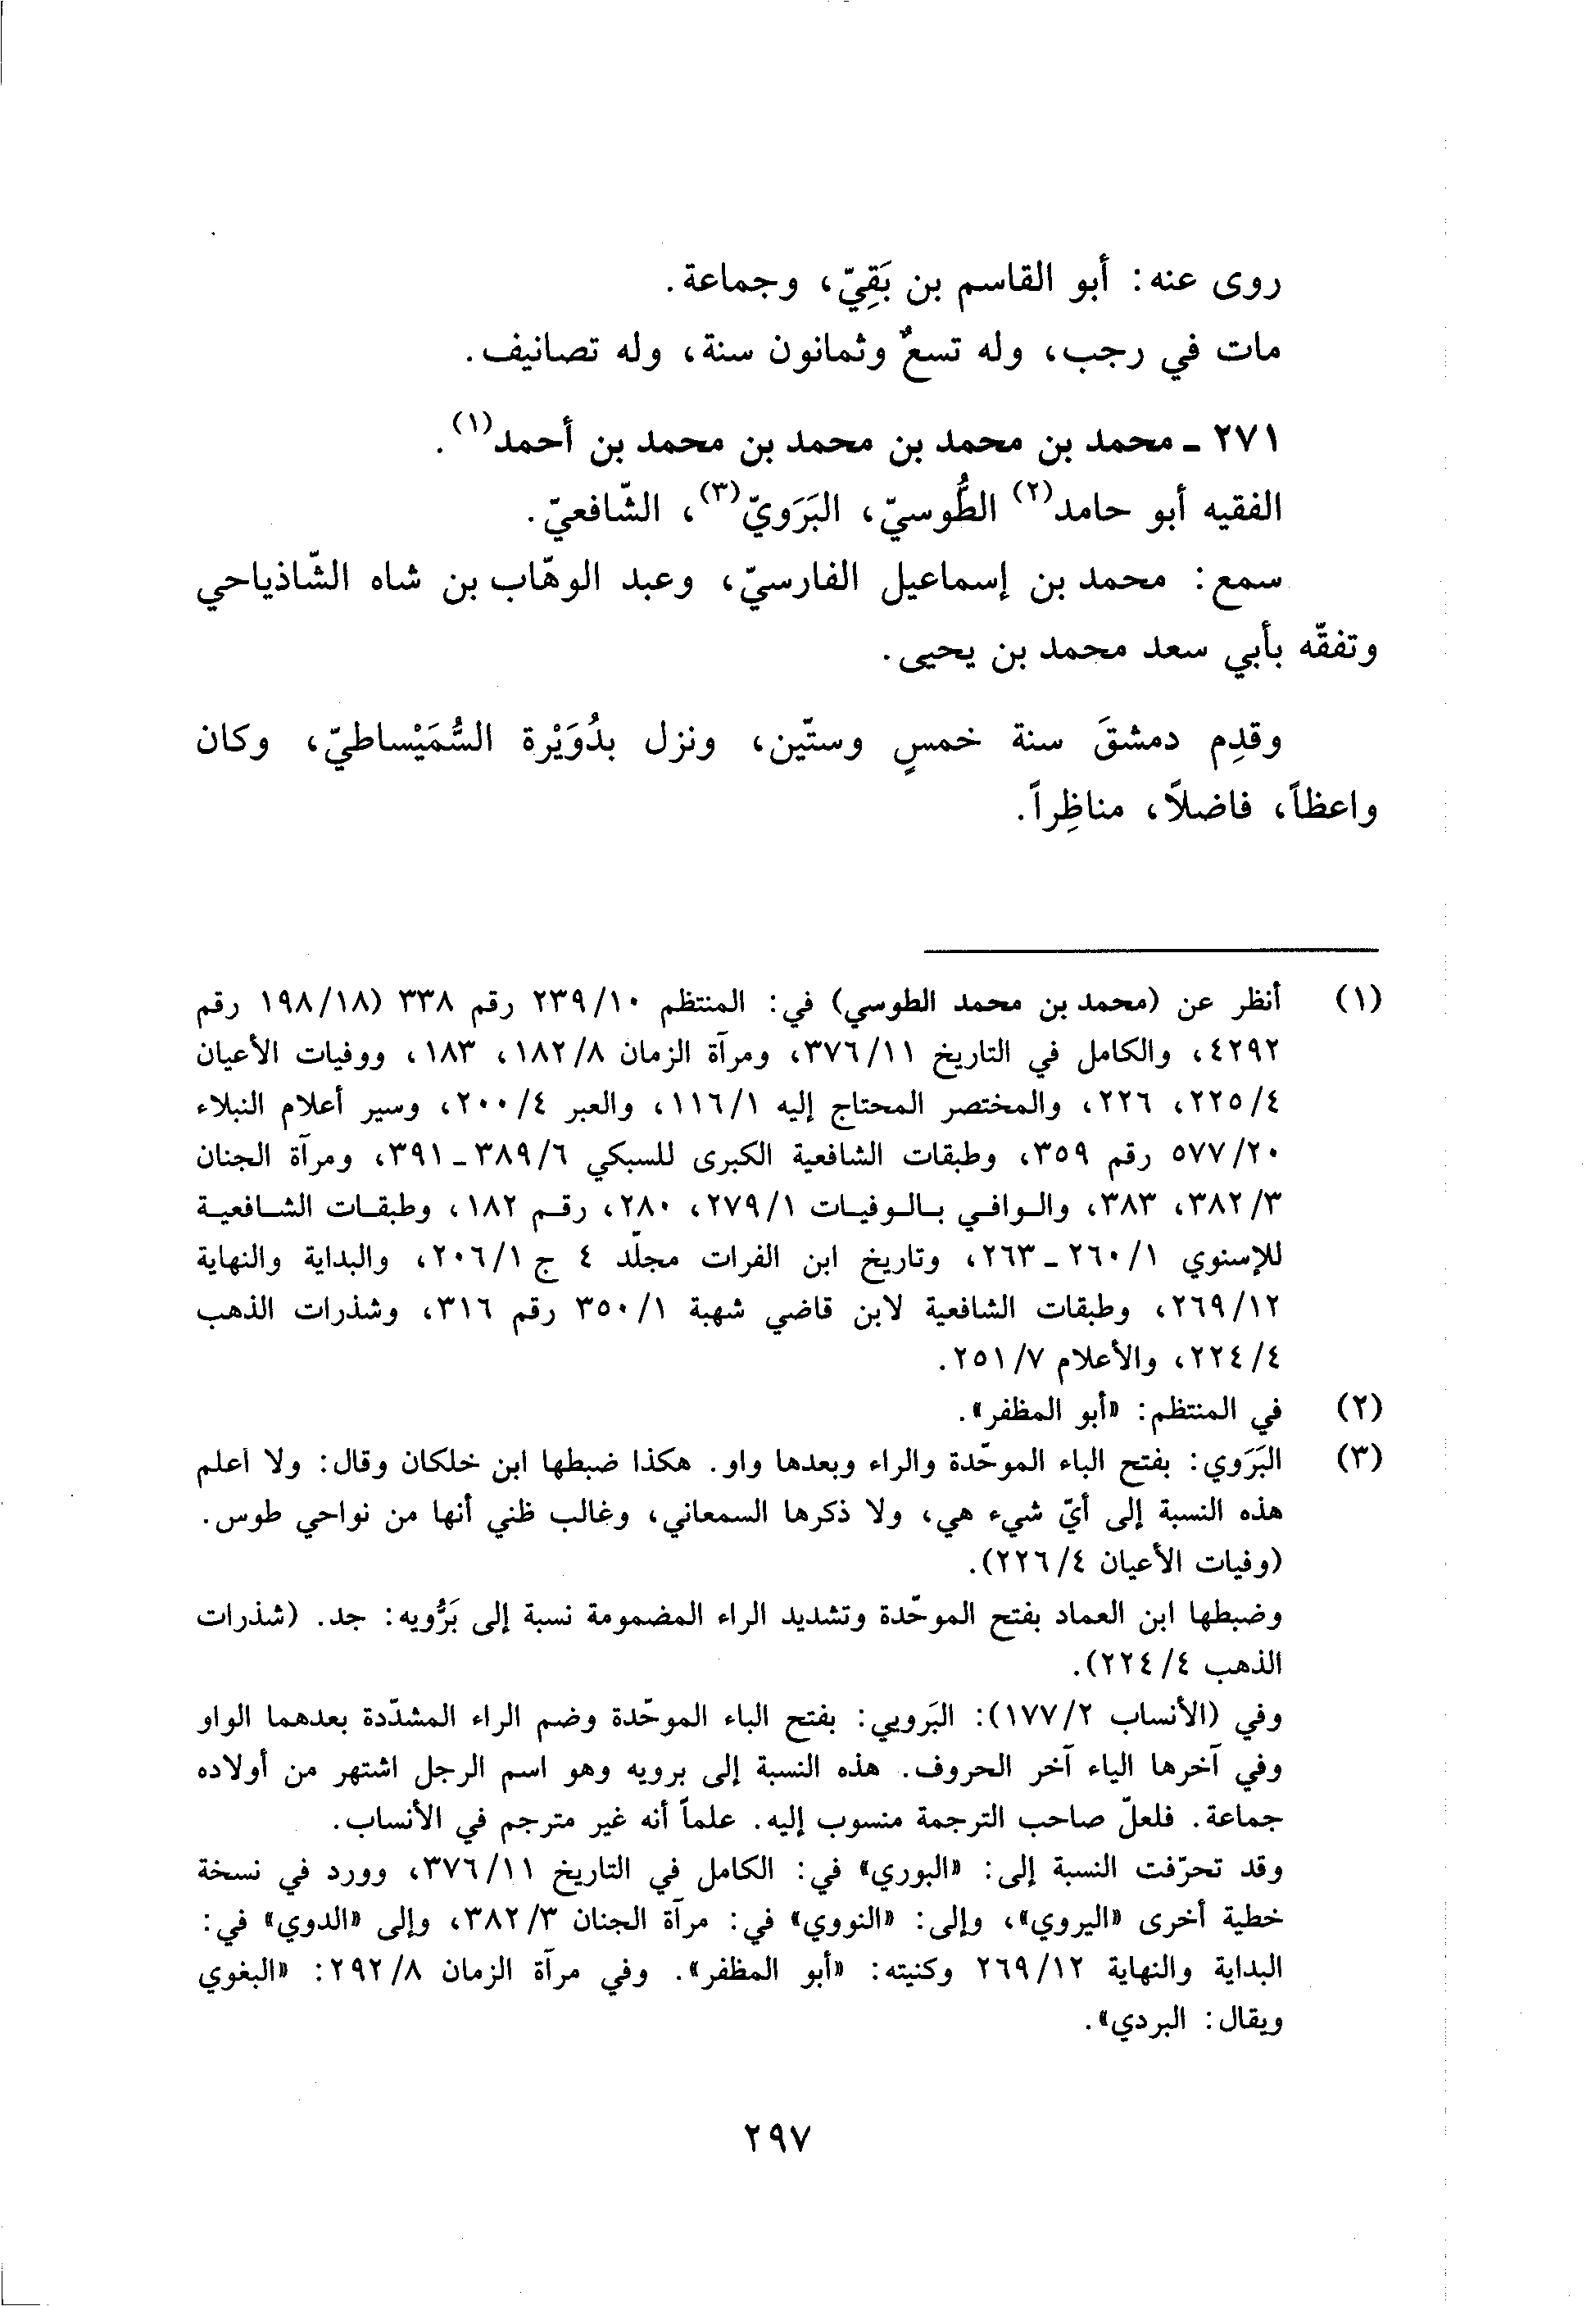 روى عنه: أبو القاسم بن بَقِيّ، وجماعة.
مات في رجب، وله تسعٌ وثمانون سنة، وله تصانيف.
٢٧١ ـ محمد بن محمد بن محمد بن محمد بن أحمد(١).
الفقيه أبو حامد(٢) الطُّوسيّ، البَرَويّ(٣)، الشّافعيّ.
سمع: محمد بن إسماعيل الفارسيّ، وعبد الوهّاب بن شاه الشّاذياحي
وتفقّه بأبي سعد محمد بن يحيى.
وقدِم دمشقَ سنة خمسٍ وستّين، ونزل بدُوَيْرة السُّمَيْساطيّ، وكان
واعظاً، فاضلاً، مناظِراً.
(١) أنظر عن (محمد بن محمد الطوسي) في: المنتظم ٢٣٩/١٠ رقم ٣٣٨ (١٩٨/١٨ رقم
٤٢٩٢، والكامل في التاريخ ٣٧٦/١١، ومرآة الزمان ١٨٢/٨، ١٨٣، ووفيات الأعيان
٢٢٥/٤، ٢٢٦، والمختصر المحتاج إليه ١١٦/١، والعبر ٢٠٠/٤، وسير أعلام النبلاء
٥٧٧/٢٠ رقم ٣٥٩، وطبقات الشافعية الكبرى للسبكي ٣٨٩/٦ ـ ٣٩١، ومرآة الجنان
٣٨٢/٣، ٣٨٣، والوافي بالوفيات ٢٧٩/١، ٢٨٠، رقم ١٨٢، وطبقات الشافعية
للإسنوي ٢٦٠/١ ـ ٢٦٣، وتاريخ ابن الفرات مجلّد ٤ ج ٢٠٦/١، والبداية والنهاية
٢٦٩/١٢، وطبقات الشافعية لابن قاضي شهبة ٣٥٠/١ رقم ٣١٦، وشذرات الذهب
٢٢٤/٤، والأعلام ٢٥١/٧.
(٢) في المنتظم: «أبو المظفر».
(٣) البَرَوي: بفتح الباء الموحّدة والراء وبعدها واو. هكذا ضبطها ابن خلكان وقال: ولا اعلم
هذه النسبة إلى أيّ شيء هي، ولا ذكرها السمعاني، وغالب ظني أنها من نواحي طوس.
(وفيات الأعيان ٢٢٦/٤).
وضبطها ابن العماد بفتح الموحّدة وتشديد الراء المضمومة نسبة إلى بَرُّويه: جد. (شذرات
الذهب ٢٢٤/٤).
وفي (الأنساب ١٧٧/٢): البَرويي: بفتح الباء الموحّدة وضم الراء المشدّدة بعدهما الواو
وفي آخرها الياء آخر الحروف. هذه النسبة إلى برويه وهو اسم الرجل اشتهر من أولاده
جماعة. فلعلّ صاحب الترجمة منسوب إليه. علماً أنه غير مترجم في الأنساب.
وقد تحرّفت النسبة إلى: «البوري» في: الكامل في التاريخ ٣٧٦/١١، وورد في نسخة
خطية أخرى «اليروي»، وإلى: «النووي» في: مرآة الجنان ٣٨٢/٣، وإلى «الدوي» في:
البداية والنهاية ٢٦٩/١٢ وكنيته: «أبو المظفر». وفي مرآة الزمان ٢٩٢/٨: «البغوي
ويقال: البردي».
٢٩٧